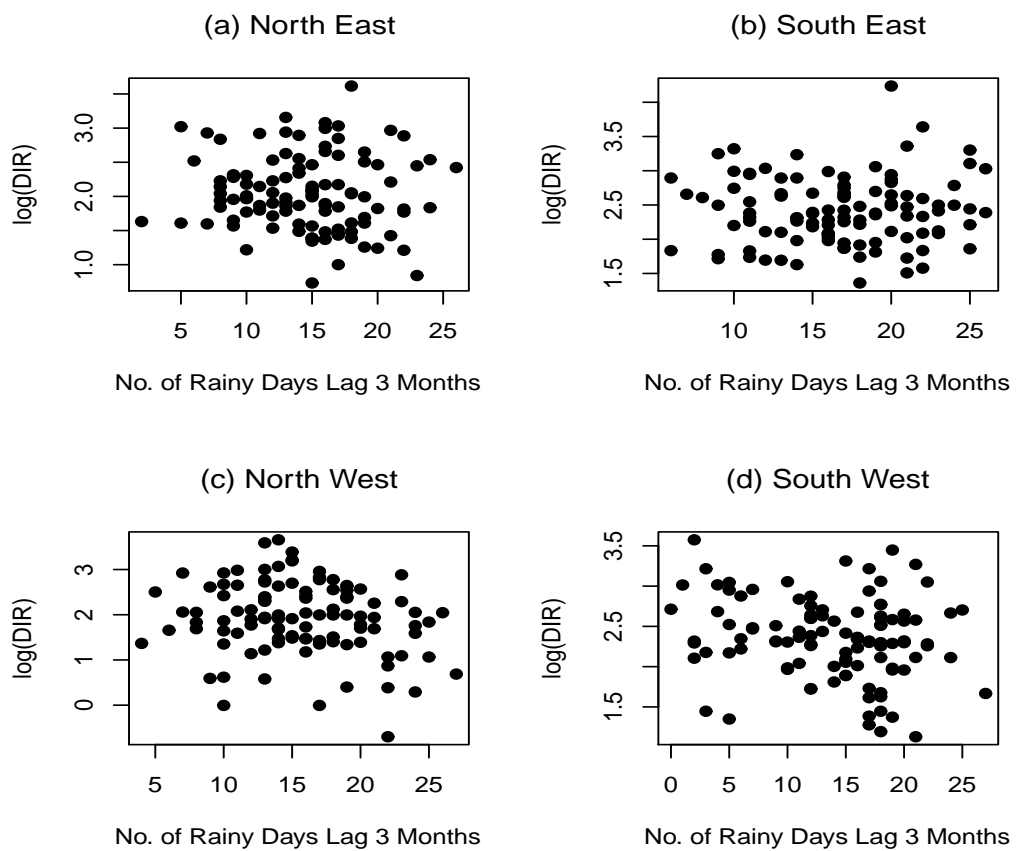 (a) North East
log(DIR)
1.0 2.0 3.0
5 10 15 20 25
No. of Rainy Days Lag 3 Months
(b) South East
log(DIR)
1.5 2.5 3.5
10 15 20 25
No. of Rainy Days Lag 3 Months
(c) North West
log(DIR)
0 1 2 3
5 10 15 20 25
No. of Rainy Days Lag 3 Months
(d) South West
log(DIR)
1.5 2.5 3.5
0 5 10 15 20 25
No. of Rainy Days Lag 3 Months